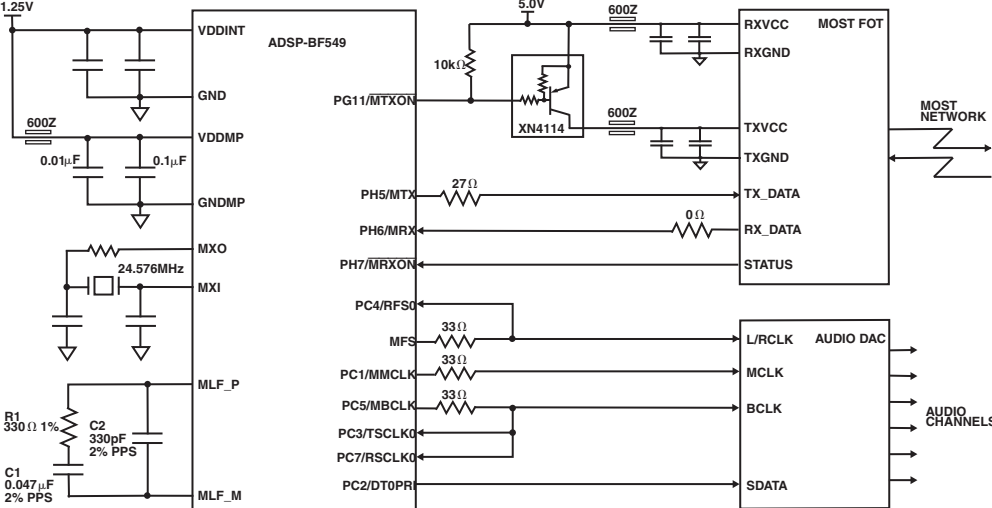 1.25V
VDDINT
GND
600Z
VDDMP
0.01µF
0.1µF
GNDMP
MXO
24.576MHz
MXI
MLF_P
R1
330Ω 1%
C2
330pF
2% PPS
C1
0.047µF
2% PPS
MLF_M
ADSP-BF549
PG11/MTXON
PH5/MTX
PH6/MRX
PH7/MRXON
PC4/RFS0
MFS
PC1/MMCLK
PC5/MBCLK
PC3/TSCLK0
PC7/RSCLK0
PC2/DT0PRI
5.0V
10kΩ
XN4114
600Z
600Z
27Ω
0Ω
33Ω
33Ω
33Ω
RXVCC
MOST FOT
RXGND
TXVCC
TXGND
TX_DATA
RX_DATA
STATUS
MOST
NETWORK
L/RCLK
AUDIO DAC
MCLK
BCLK
SDATA
AUDIO
CHANNELS